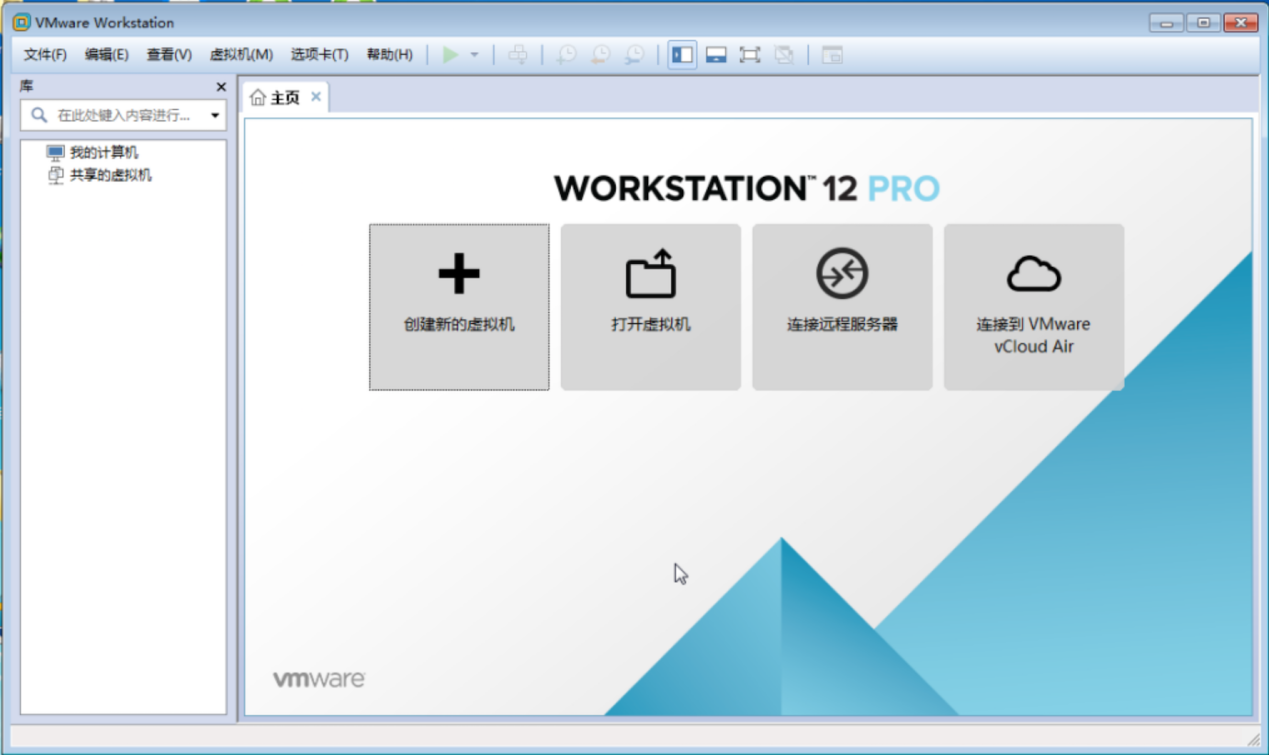 VMware Workstation
文件(F) 编辑(E) 查看(V) 虚拟机(M) 选项卡(T) 帮助(H)
库
在此处键入内容进行...
我的计算机
共享的虚拟机
主页
WORKSTATION™ 12 PRO
创建新的虚拟机
打开虚拟机
连接远程服务器
连接到 VMware
vCloud Air
vmware